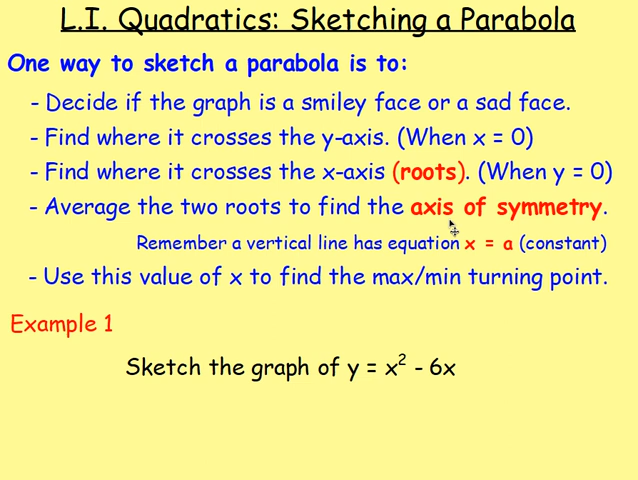 L.I. Quadratics: Sketching a Parabola
One way to sketch a parabola is to:
- Decide if the graph is a smiley face or a sad face.
- Find where it crosses the y-axis. (When x = 0)
- Find where it crosses the x-axis (roots). (When y = 0)
- Average the two roots to find the axis of symmetry.
Remember a vertical line has equation x = a (constant)
- Use this value of x to find the max/min turning point.
Example 1
Sketch the graph of y = x² - 6x